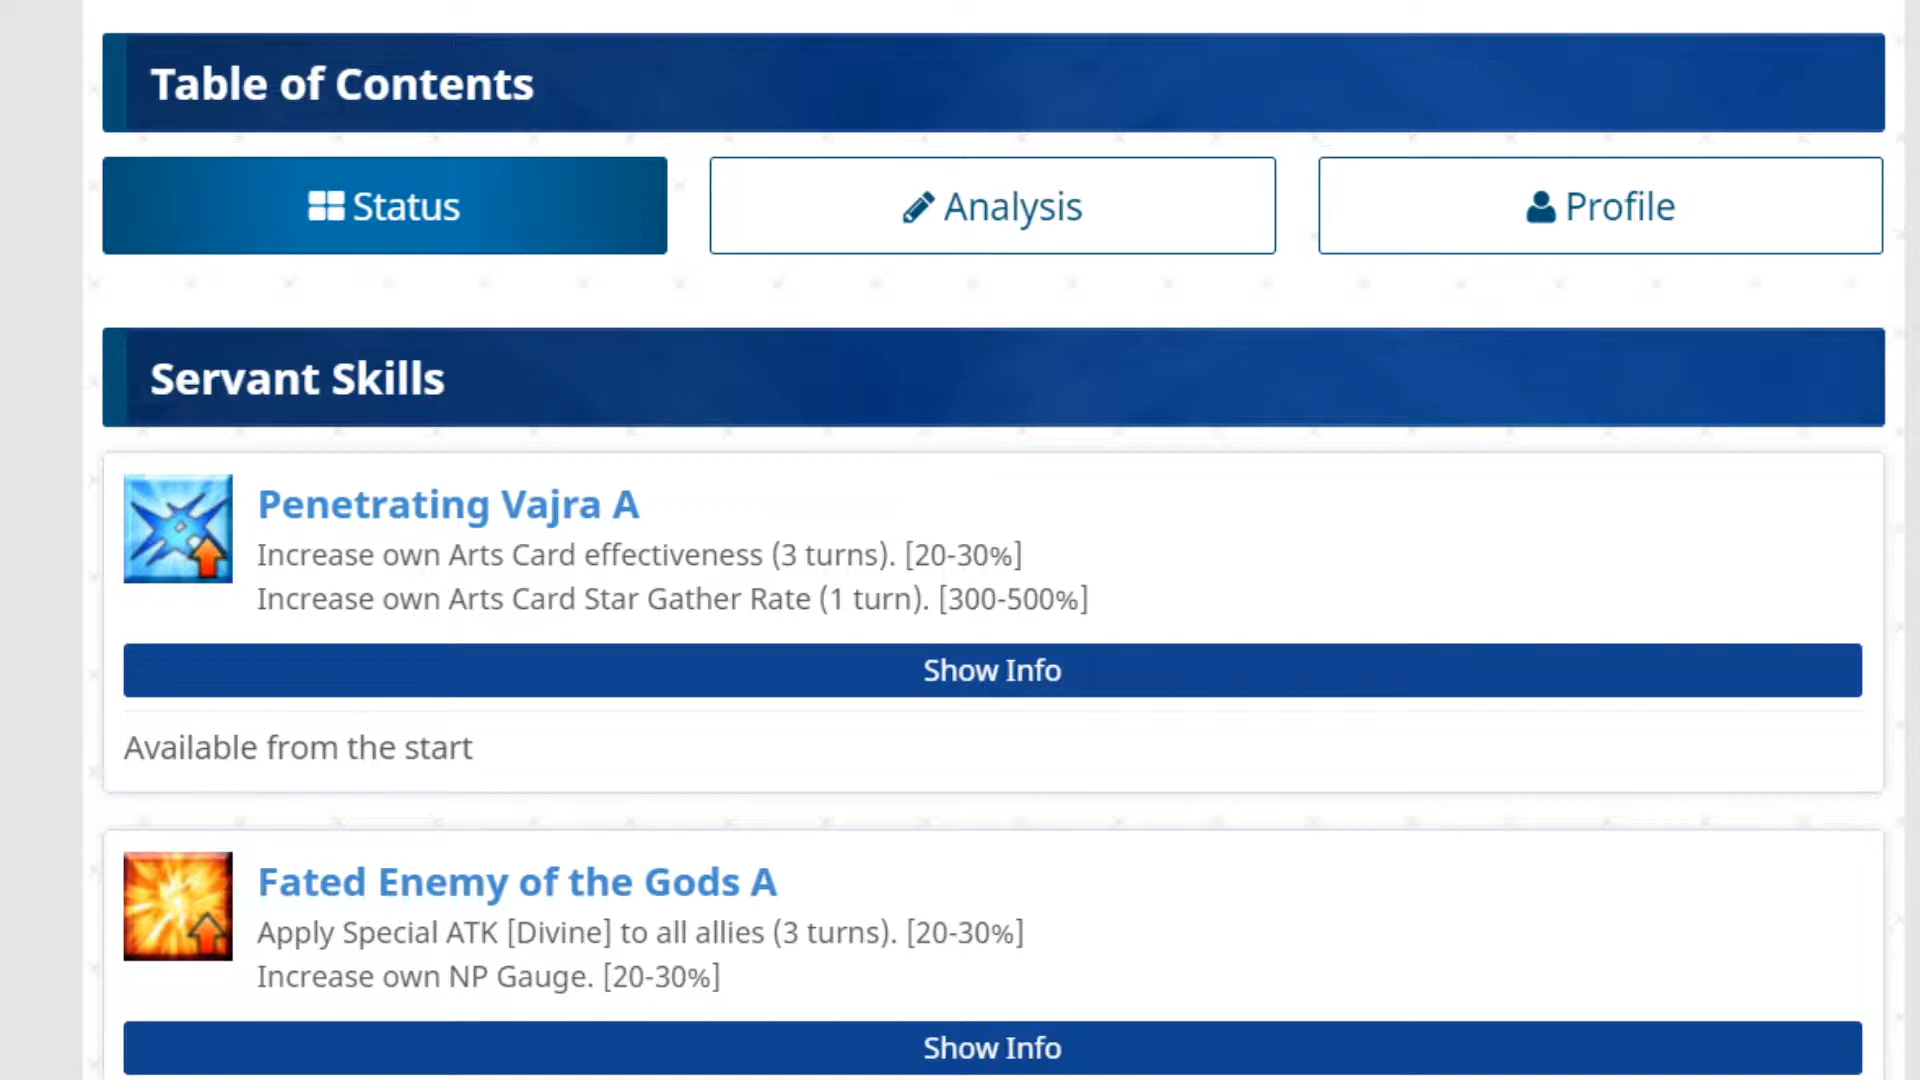 Table of Contents
Status
Analysis
Profile
Servant Skills
Penetrating Vajra A
Increase own Arts Card effectiveness (3 turns). [20-30%]
Increase own Arts Card Star Gather Rate (1 turn). [300-500%]
Show Info
Available from the start
Fated Enemy of the Gods A
Apply Special ATK [Divine] to all allies (3 turns). [20-30%]
Increase own NP Gauge. [20-30%]
Show Info